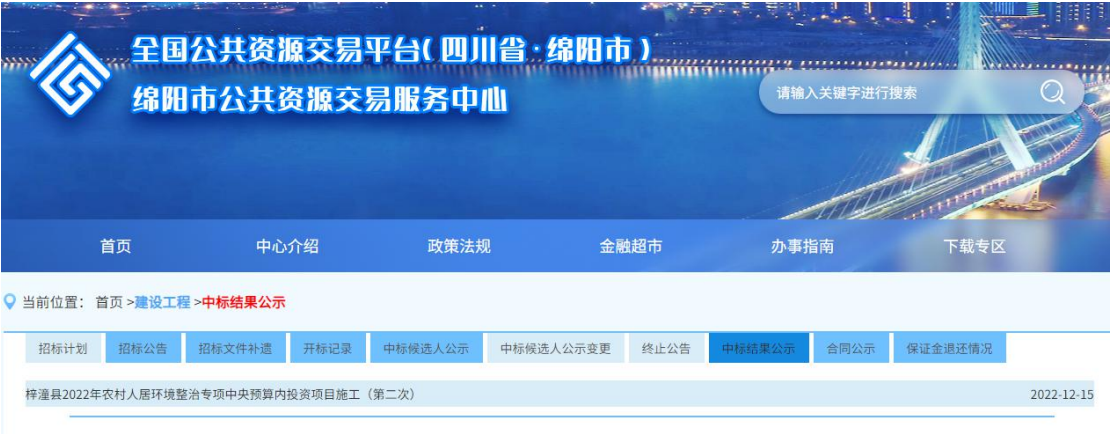 全国公共资源交易平台(四川省·绵阳市)
绵阳市公共资源交易服务中心
请输入关键字进行搜索
首页 中心介绍 政策法规 金融超市 办事指南 下载专区
当前位置： 首页 >建设工程 >中标结果公示
招标计划 招标公告 招标文件补遗 开标记录 中标候选人公示 中标候选人公示变更 终止公告 中标结果公示 合同公示 保证金退还情况
梓潼县2022年农村人居环境整治专项中央预算内投资项目施工（第二次） 2022-12-15